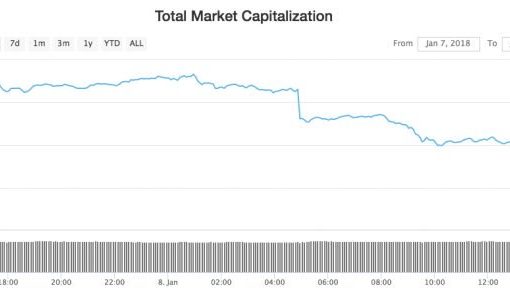 Total Market Capitalization
7d 1m 3m 1y YTD ALL From Jan 7, 2018 To
18:00 20:00 22:00 8. Jan 02:00 04:00 06:00 08:00 10:00 12:00